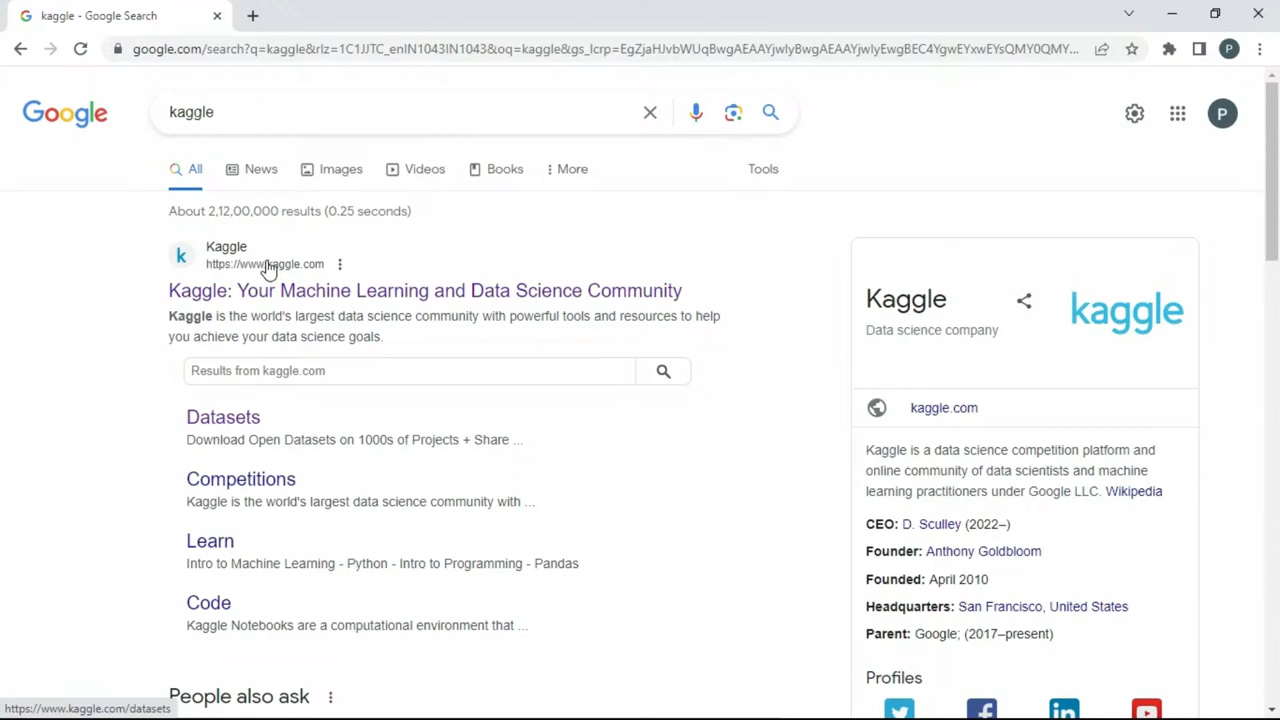 kaggle - Google Search
google.com/search?q=kaggle&rlz=1C1JJTC_enIN1043IN1043&oq=kaggle&gs_lcrp=EgZjaHJvbWUqBwgAEAAYjwIyBwgAEAAYjwIyEwgBEC4YgwEYxwEYsQMY0QMY...
P
Google
kaggle
P
All
News
Images
Videos
Books
More
Tools
About 2,12,00,000 results (0.25 seconds)
k
Kaggle
https://www.kaggle.com
Kaggle: Your Machine Learning and Data Science Community
Kaggle is the world's largest data science community with powerful tools and resources to help
you achieve your data science goals.
Results from kaggle.com
Datasets
Download Open Datasets on 1000s of Projects + Share ...
Competitions
Kaggle is the world's largest data science community with ...
Learn
Intro to Machine Learning - Python - Intro to Programming - Pandas
Code
Kaggle Notebooks are a computational environment that ...
People also ask
Kaggle
Data science company
kaggle
kaggle.com
Kaggle is a data science competition platform and
online community of data scientists and machine
learning practitioners under Google LLC. Wikipedia
CEO: D. Sculley (2022–)
Founder: Anthony Goldbloom
Founded: April 2010
Headquarters: San Francisco, United States
Parent: Google; (2017–present)
Profiles
https://www.kaggle.com/datasets